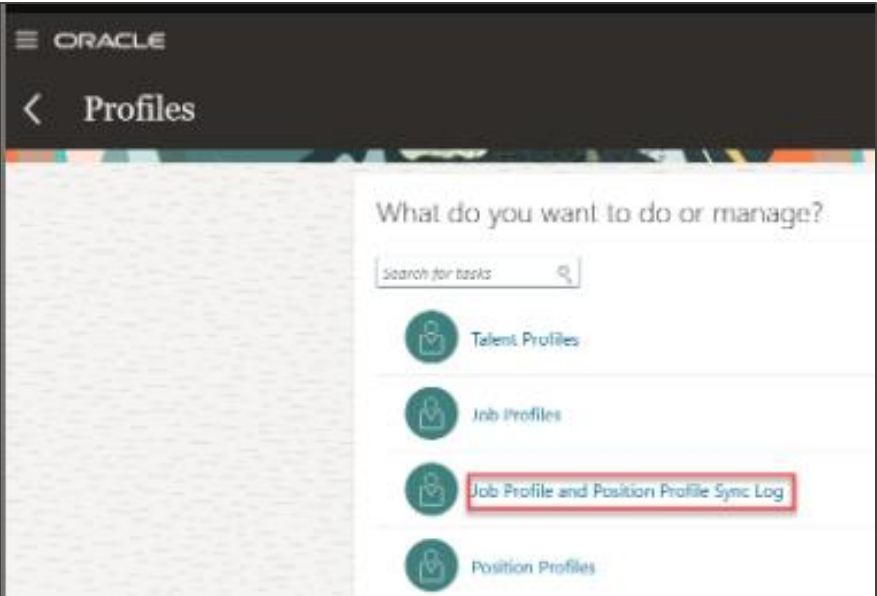 ORACLE
Profiles
What do you want to do or manage?
Search for tasks
Talent Profiles
Job Profiles
Job Profile and Position Profile Sync Log
Position Profiles